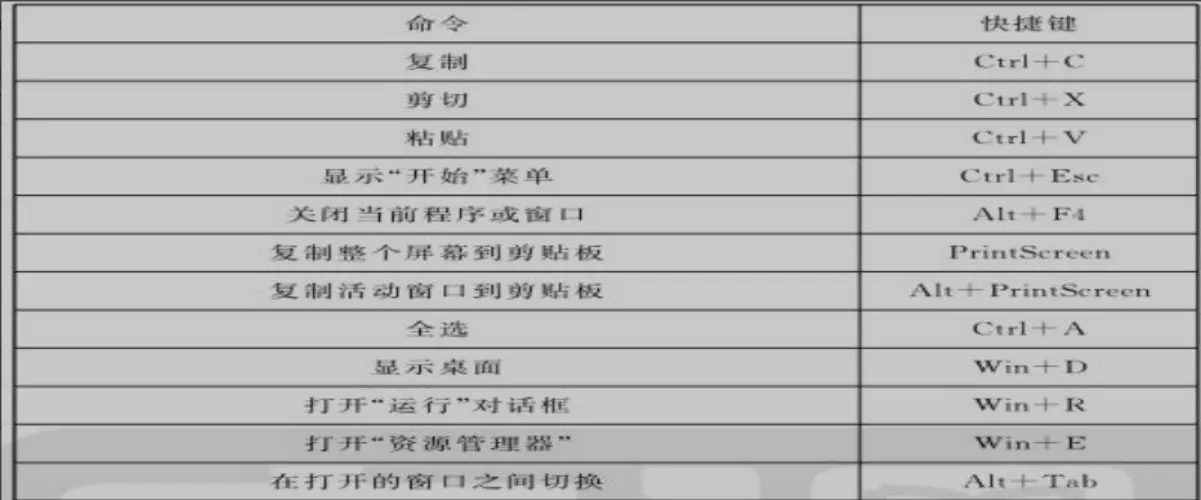 命令 快捷键
复制 Ctrl+C
剪切 Ctrl+X
粘贴 Ctrl+V
显示“开始”菜单 Ctrl+Esc
关闭当前程序或窗口 Alt+F4
复制整个屏幕到剪贴板 PrintScreen
复制活动窗口到剪贴板 Alt+PrintScreen
全选 Ctrl+A
显示桌面 Win+D
打开“运行”对话框 Win+R
打开“资源管理器” Win+E
在打开的窗口之间切换 Alt+Tab